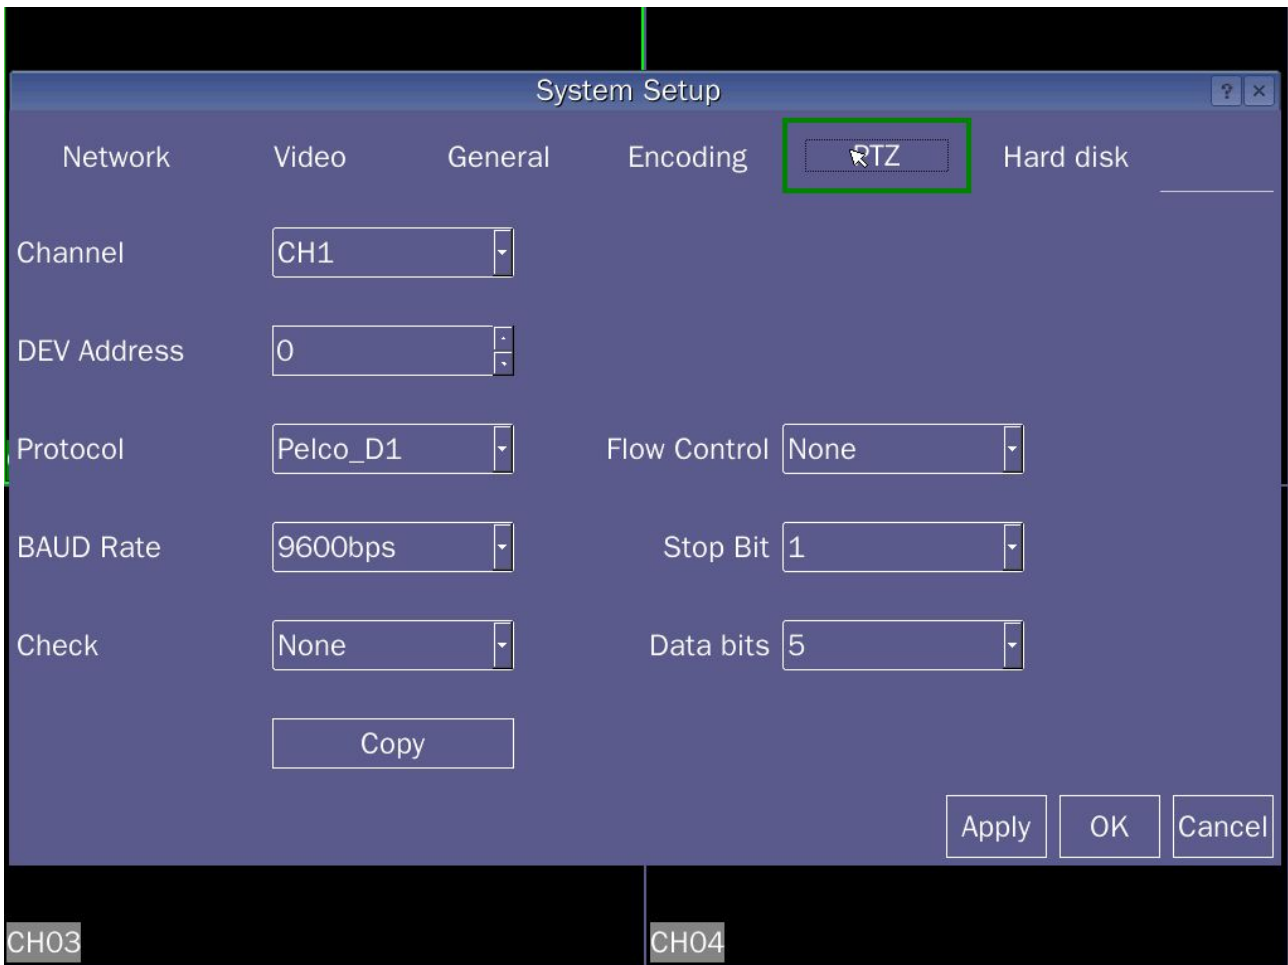 System Setup ? ×
Network Video General Encoding PTZ Hard disk
Channel CH1
DEV Address 0
Protocol Pelco_D1 Flow Control None
BAUD Rate 9600bps Stop Bit 1
Check None Data bits 5
Copy
Apply OK Cancel
CH03 CH04